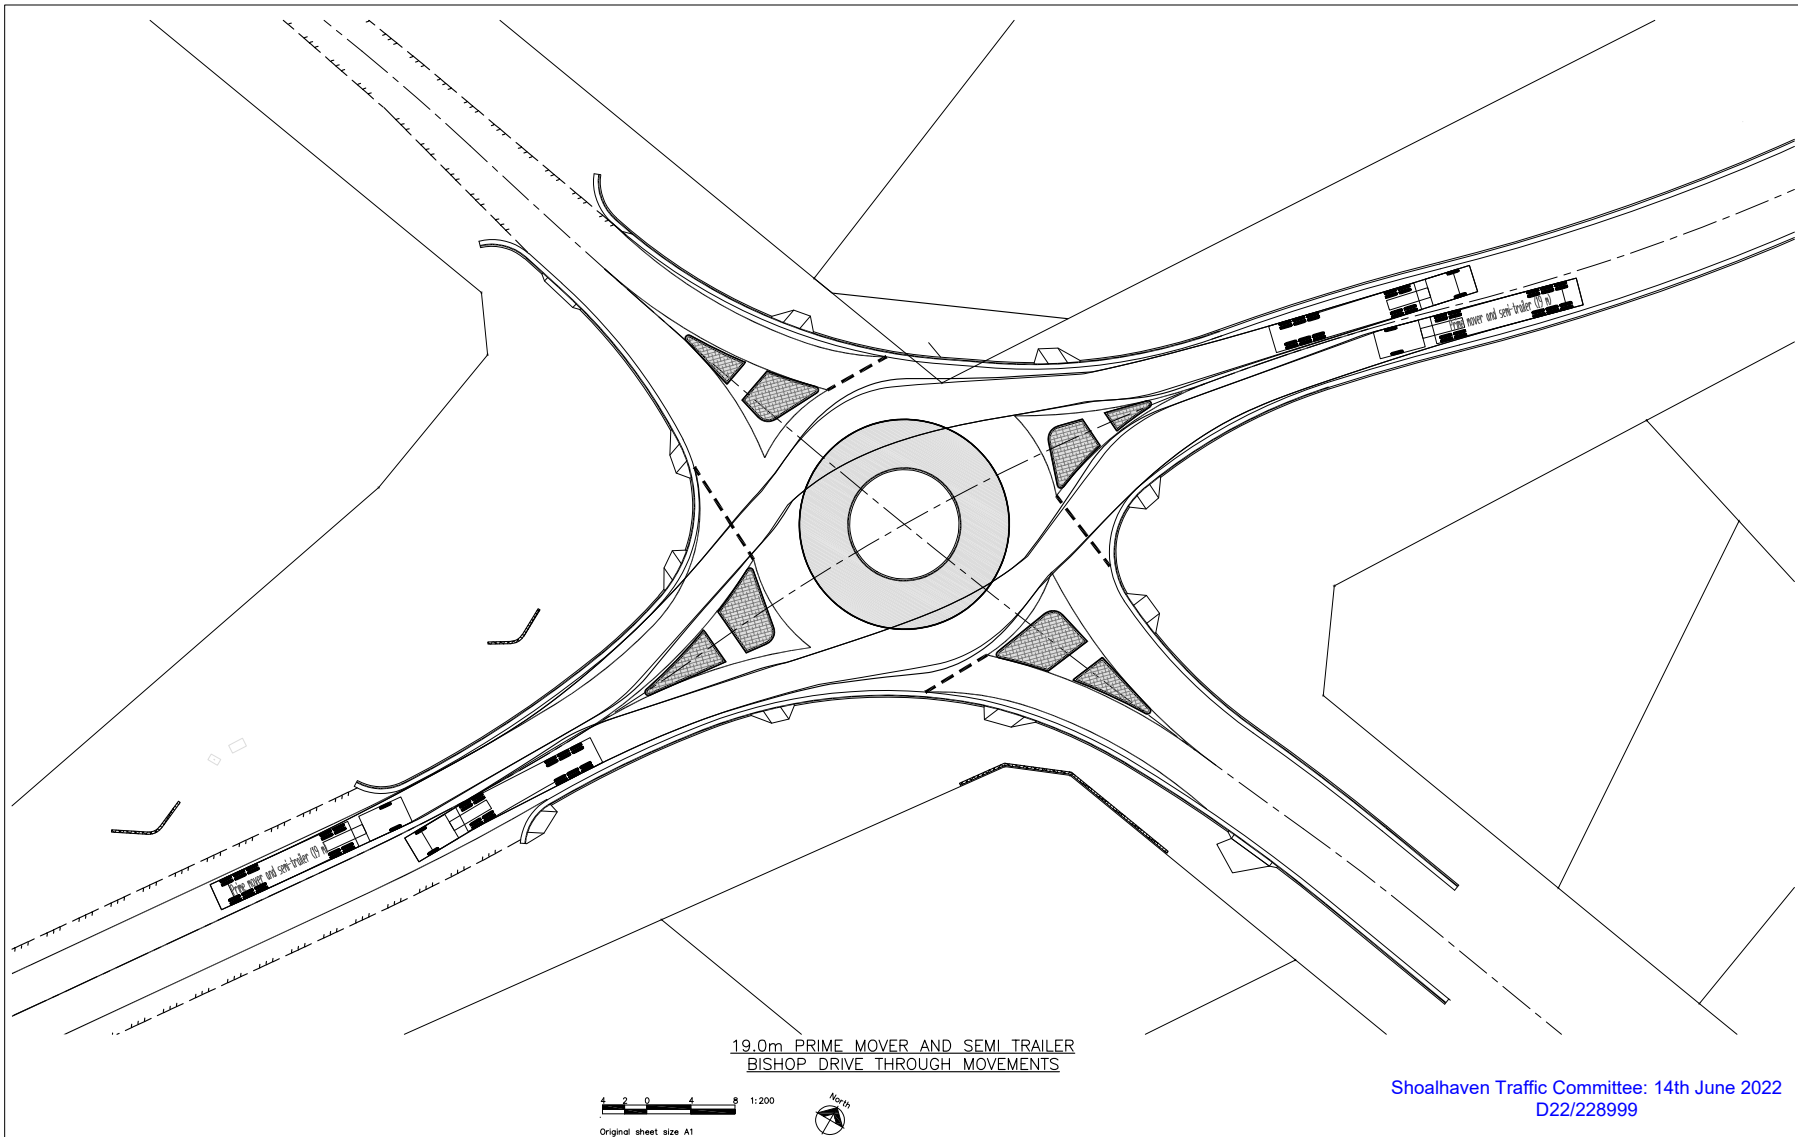 Prime mover and semi-trailer (19 m)
Prime mover and semi-trailer (19 m)
19.0m PRIME MOVER AND SEMI TRAILER
BISHOP DRIVE THROUGH MOVEMENTS
4 2 0 4 8 1:200
Original sheet size A1
North
Shoalhaven Traffic Committee: 14th June 2022
D22/228999